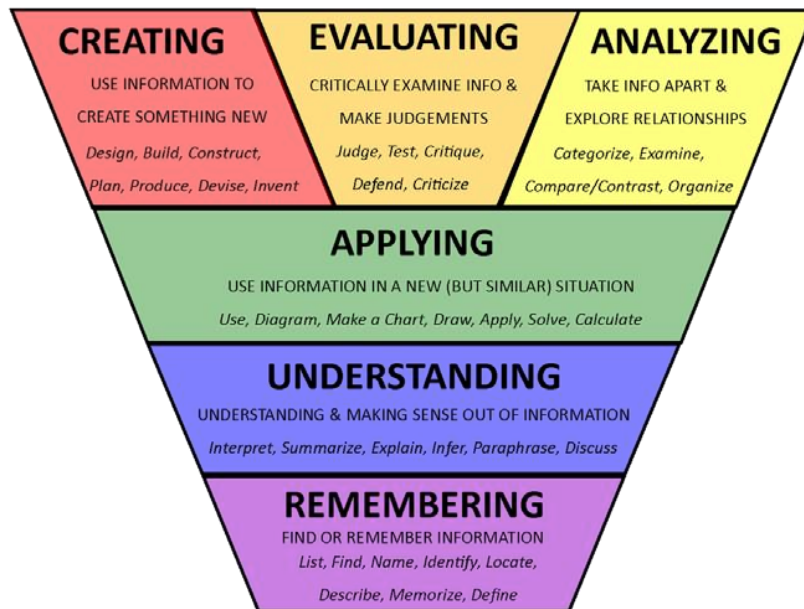 CREATING
USE INFORMATION TO
CREATE SOMETHING NEW
Design, Build, Construct,
Plan, Produce, Devise, Invent
EVALUATING
CRITICALLY EXAMINE INFO &
MAKE JUDGEMENTS
Judge, Test, Critique,
Defend, Criticize
ANALYZING
TAKE INFO APART &
EXPLORE RELATIONSHIPS
Categorize, Examine,
Compare/Contrast, Organize
APPLYING
USE INFORMATION IN A NEW (BUT SIMILAR) SITUATION
Use, Diagram, Make a Chart, Draw, Apply, Solve, Calculate
UNDERSTANDING
UNDERSTANDING & MAKING SENSE OUT OF INFORMATION
Interpret, Summarize, Explain, Infer, Paraphrase, Discuss
REMEMBERING
FIND OR REMEMBER INFORMATION
List, Find, Name, Identify, Locate,
Describe, Memorize, Define